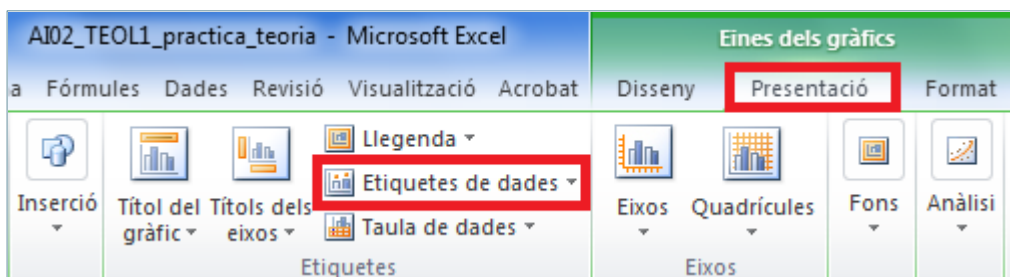 AI02_TEOL1_practica_teoria - Microsoft Excel
Eines dels gràfics
a Fórmules Dades Revisió Visualització Acrobat Disseny Presentació Format
Inserció
Títol del gràfic
Títols dels eixos
Llegenda
Etiquetes de dades
Taula de dades
Etiquetes
Eixos
Quadrícules
Eixos
Fons
Anàlisi